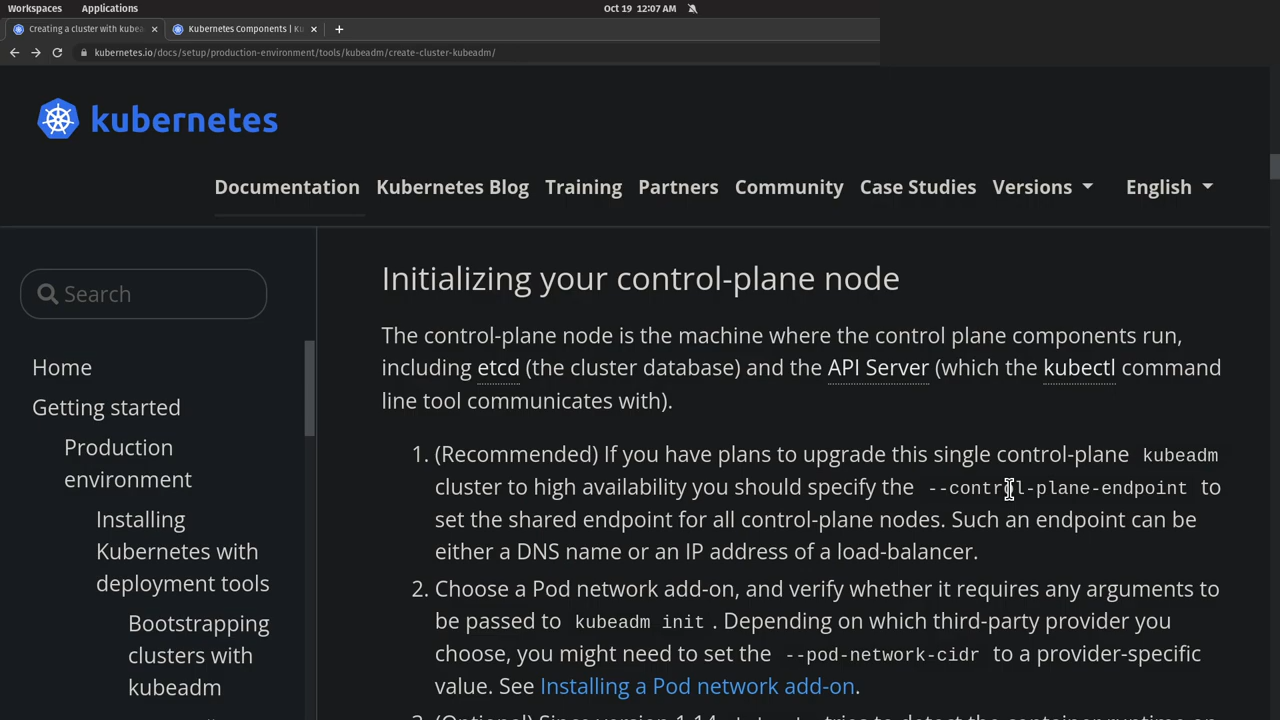 Workspaces Applications Oct 19 12:07 AM
Creating a cluster with kubea Kubernetes Components | Ku
kubernetes.io/docs/setup/production-environment/tools/kubeadm/create-cluster-kubeadm/
kubernetes
Documentation Kubernetes Blog Training Partners Community Case Studies Versions English
Search
Home
Getting started
Production
environment
Installing
Kubernetes with
deployment tools
Bootstrapping
clusters with
kubeadm
Initializing your control-plane node
The control-plane node is the machine where the control plane components run,
including etcd (the cluster database) and the API Server (which the kubectl command
line tool communicates with).
1. (Recommended) If you have plans to upgrade this single control-plane kubeadm
cluster to high availability you should specify the --control-plane-endpoint to
set the shared endpoint for all control-plane nodes. Such an endpoint can be
either a DNS name or an IP address of a load-balancer.
2. Choose a Pod network add-on, and verify whether it requires any arguments to
be passed to kubeadm init . Depending on which third-party provider you
choose, you might need to set the --pod-network-cidr to a provider-specific
value. See Installing a Pod network add-on.